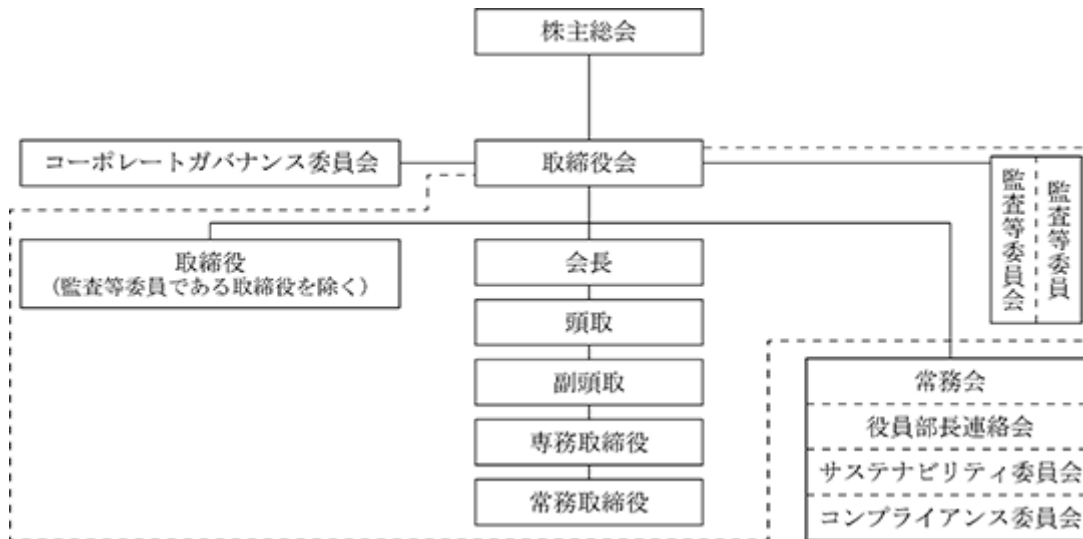 株主総会
コーポレートガバナンス委員会
取締役会
監査等委員会
監査等委員
取締役
（監査等委員である取締役を除く）
会長
頭取
副頭取
専務取締役
常務取締役
常務会
役員部長連絡会
サステナビリティ委員会
コンプライアンス委員会